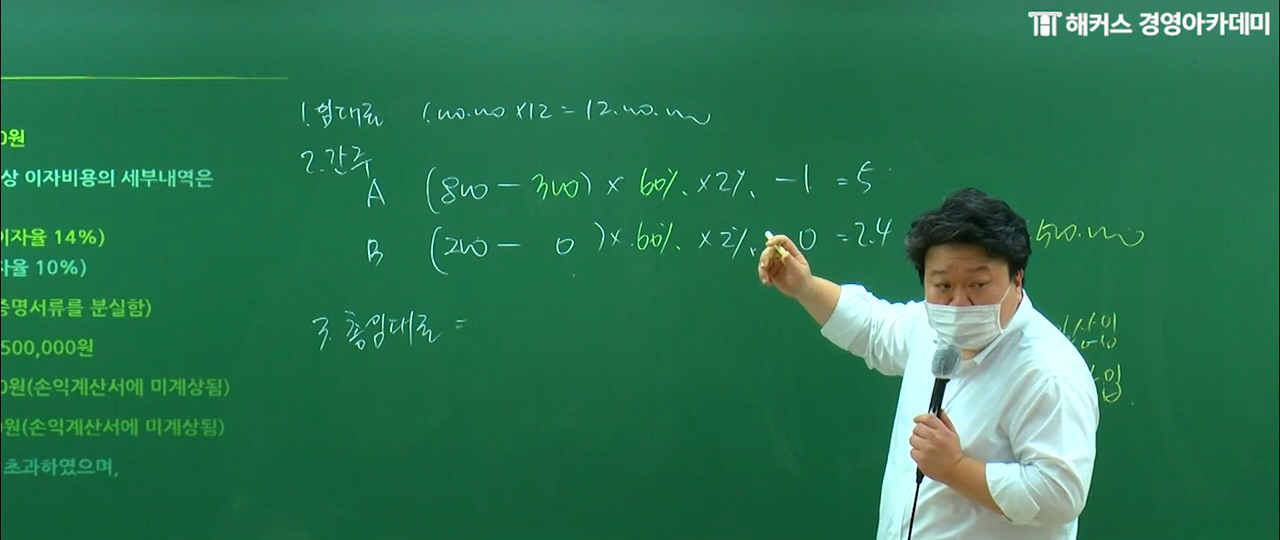 해커스 경영아카데미
0원
상 이자비용의 세부내역은
이자율 14%)
자율 10%)
증명서류를 분실함)
500,000원
0원(손익계산서에 미계상됨)
원(손익계산서에 미계상됨)
초과하였으며,
1. 임대료 1.000.000 ×12 = 12.000.000
2. 간주
A (800 - 300) × 60%. ×2%. -1 = 5
B (200 - 0 )× 60%. ×2%. 0 =2.4
3. 총임대료 =